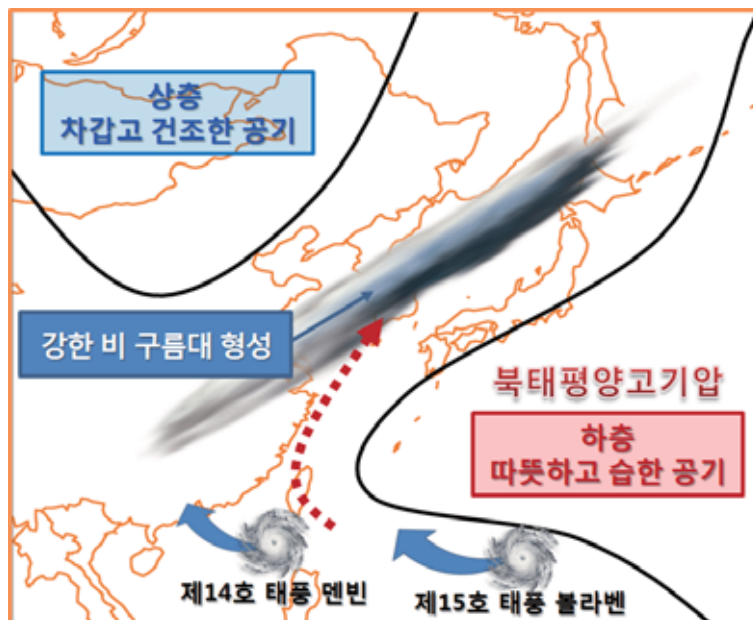 상층
차갑고 건조한 공기
강한 비 구름대 형성
북태평양고기압
하층
따뜻하고 습한 공기
제14호 태풍 덴빈
제15호 태풍 볼라벤